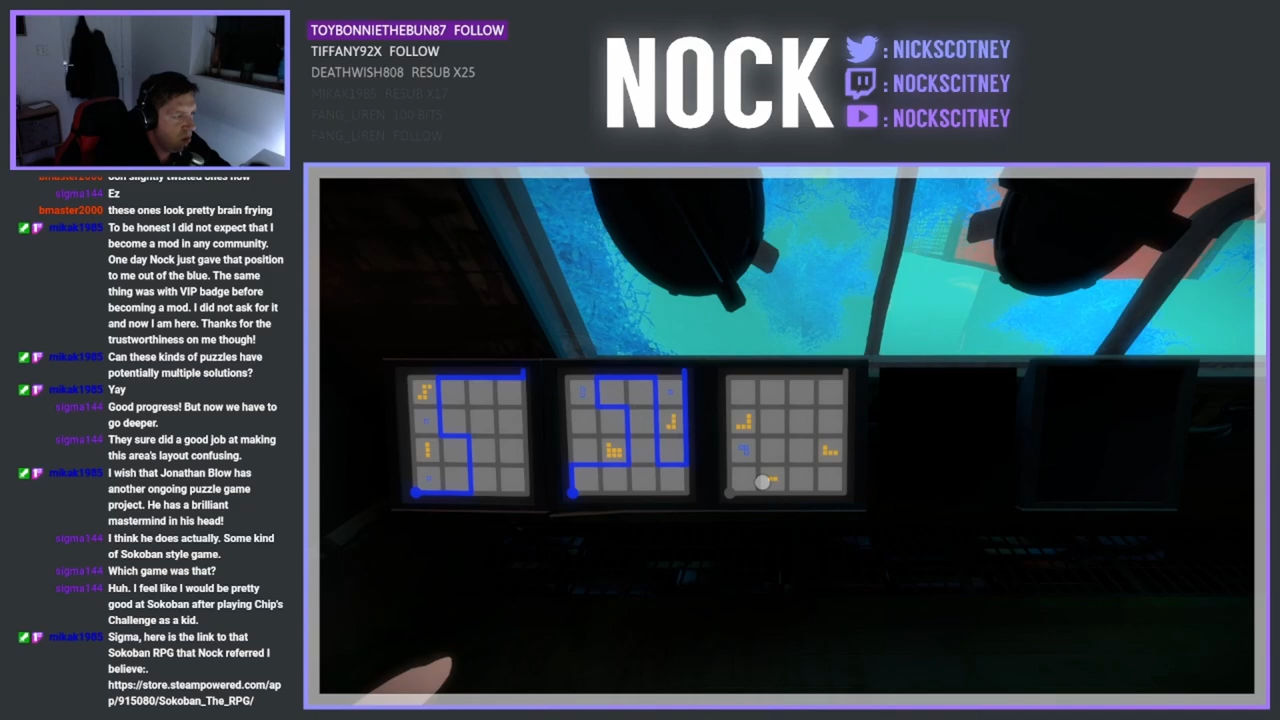 TOYBONNIETHEBUN87 FOLLOW
TIFFANY92X FOLLOW
DEATHWISH808 RESUB X25
MIKAK1985 RESUB X17
FANG_LIREN 100 BITS
FANG_LIREN FOLLOW
NOCK
: NICKSCOTNEY
: NOCKSCITNEY
: NOCKSCITNEY
sigma144 Ez
bmaster2000 these ones look pretty brain frying
mikak1985 To be honest I did not expect that I
become a mod in any community.
One day Nock just gave that position
to me out of the blue. The same
thing was with VIP badge before
becoming a mod. I did not ask for it
and now I am here. Thanks for the
trustworthiness on me though!
mikak1985 Can these kinds of puzzles have
potentially multiple solutions?
mikak1985 Yay
sigma144 Good progress! But now we have to
go deeper.
sigma144 They sure did a good job at making
this area's layout confusing.
mikak1985 I wish that Jonathan Blow has
another ongoing puzzle game
project. He has a brilliant
mastermind in his head!
sigma144 I think he does actually. Some kind
of Sokoban style game.
sigma144 Which game was that?
sigma144 Huh. I feel like I would be pretty
good at Sokoban after playing Chip's
Challenge as a kid.
mikak1985 Sigma, here is the link to that
Sokoban RPG that Nock referred I
believe:.
https://store.steampowered.com/ap
p/915080/Sokoban_The_RPG/